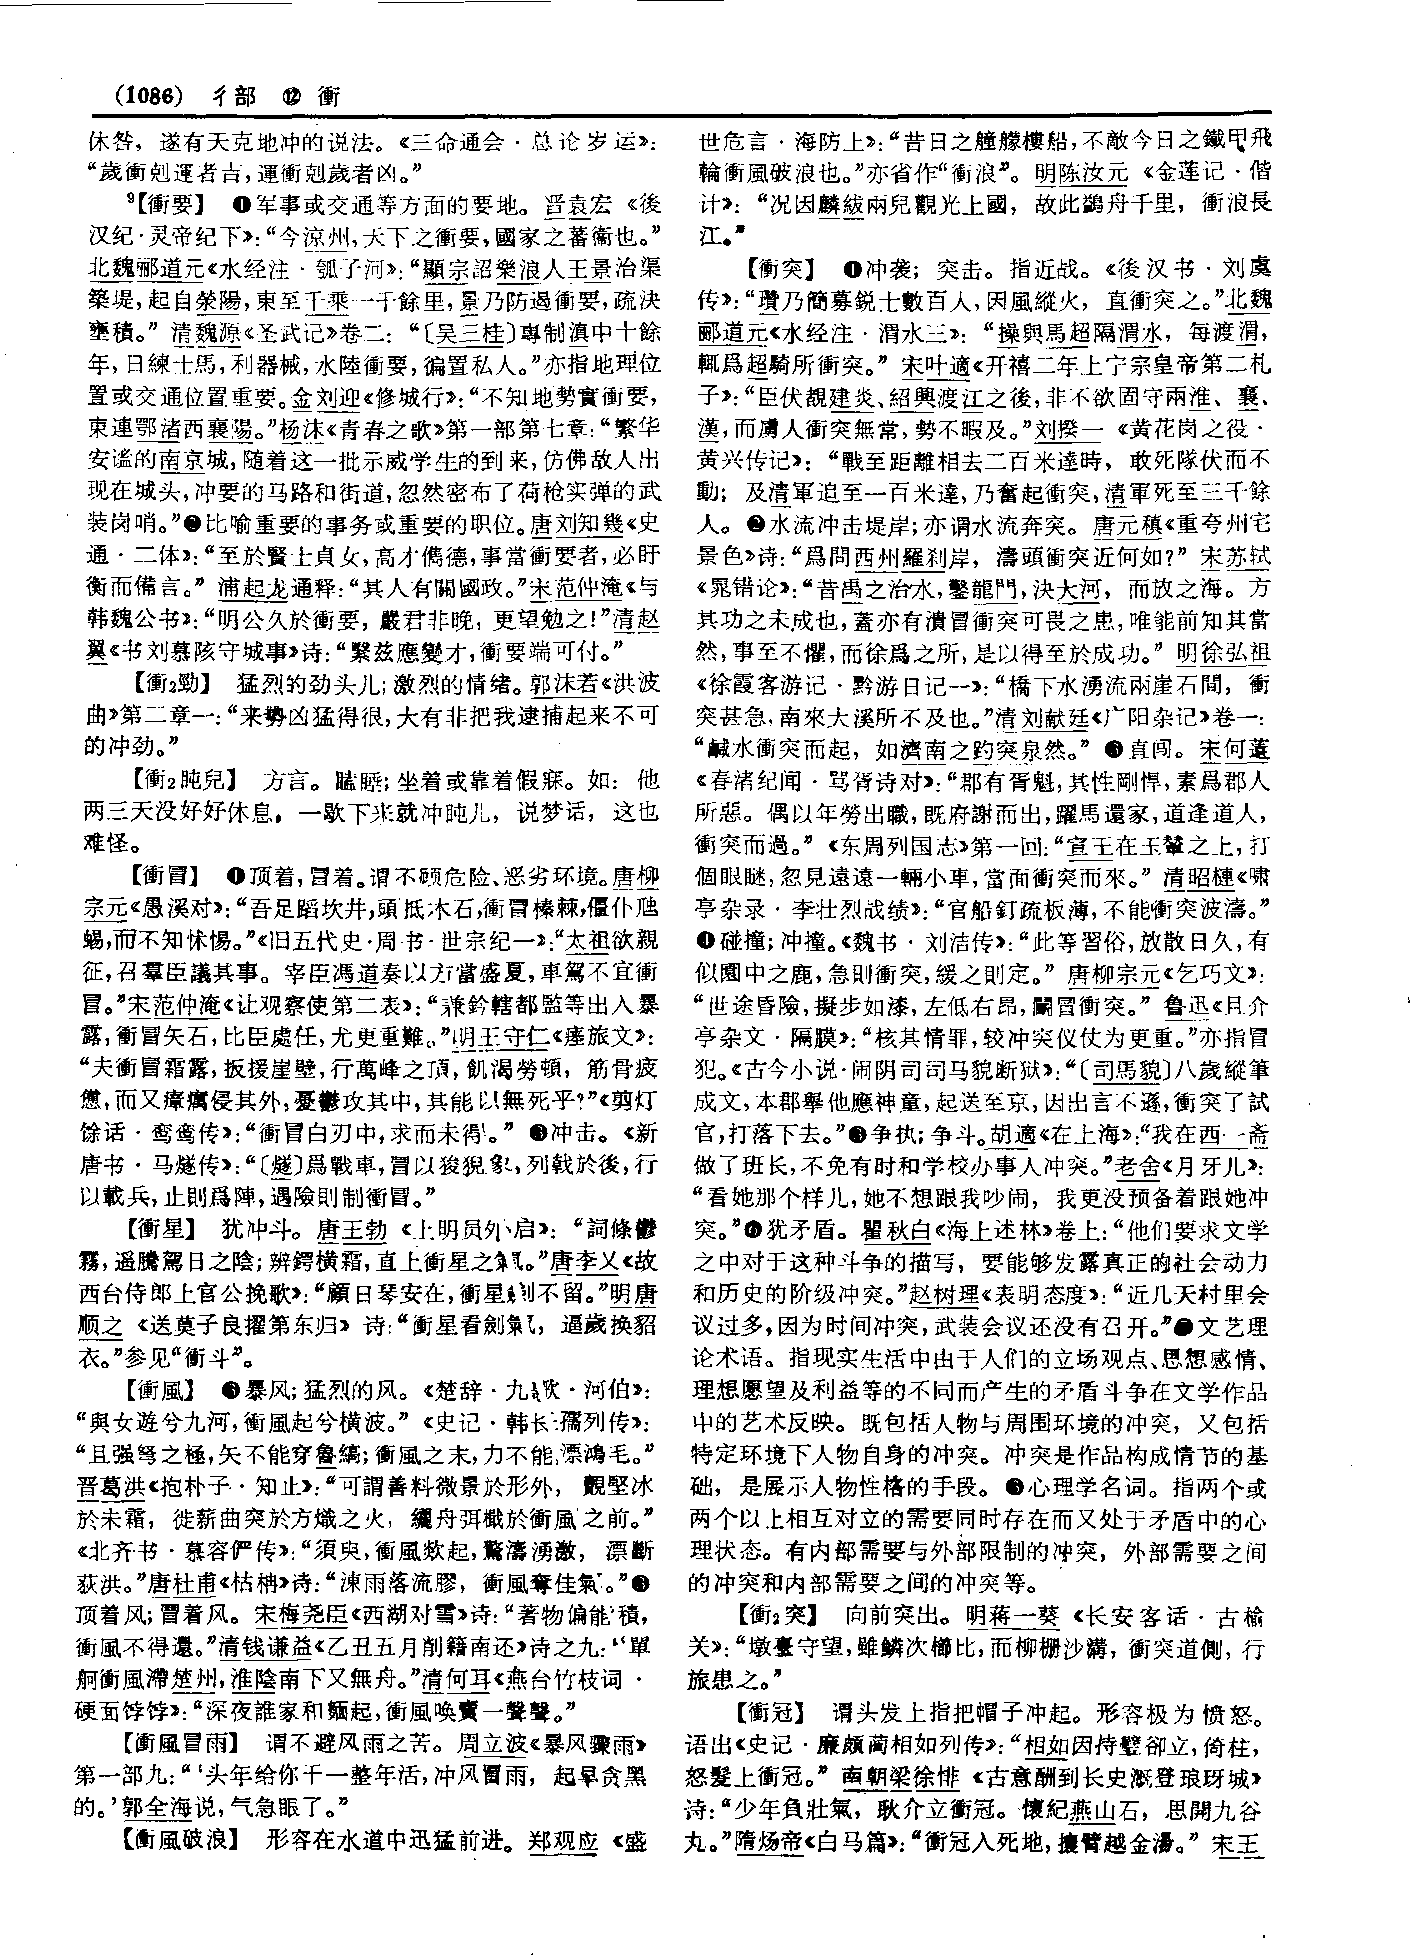 (1086) 彳部 ⑫ 衝
休咎，遂有天克地冲的说法。《三命通会·总论岁运》：
“歲衝剋運者吉，運衝剋歲者凶。”
⁹【衝要】 ❶军事或交通等方面的要地。晋袁宏《後
汉纪·灵帝纪下》：“今涼州，天下之衝要，國家之蕃衞也。”
北魏郦道元《水经注·瓠子河》：“顯宗詔樂浪人王景治渠
築堤，起自滎陽，東至千乘一千餘里，景乃防遏衝要，疏決
壅積。” 清魏源《圣武记》卷二：“〔吴三桂〕專制滇中十餘
年，日練士馬，利器械，水陸衝要，徧置私人。”亦指地理位
置或交通位置重要。金刘迎《修城行》：“不知地勢實衝要，
東連鄂渚西襄陽。”杨沫《青春之歌》第一部第七章：“繁华
安谧的南京城，随着这一批示威学生的到来，仿佛敌人出
现在城头，冲要的马路和街道，忽然密布了荷枪实弹的武
装岗哨。”❷比喻重要的事务或重要的职位。唐刘知幾《史
通·二体》：“至於賢士貞女，高才儁德，事當衝要者，必盱
衡而備言。” 浦起龙通释：“其人有關國政。”宋范仲淹《与
韩魏公书》：“明公久於衝要，嚴君非晚，更望勉之！”清赵
翼《书刘慕陔守城事》诗：“繄兹應變才，衝要端可付。”
【衝₂勁】 猛烈的劲头儿；激烈的情绪。郭沫若《洪波
曲》第二章一：“来势凶猛得很，大有非把我逮捕起来不可
的冲劲。”
【衝₂盹兒】 方言。瞌睡；坐着或靠着假寐。如：他
两三天没好好休息，一歇下来就冲盹儿，说梦话，这也
难怪。
【衝冒】 ❶顶着，冒着。谓不顾危险、恶劣环境。唐柳
宗元《愚溪对》：“吾足蹈坎井，頭抵木石，衝冒榛棘，僵仆虺
蜴，而不知怵惕。”《旧五代史·周书·世宗纪一》：“太祖欲親
征，召羣臣議其事。宰臣馮道奏以方當盛夏，車駕不宜衝
冒。”宋范仲淹《让观察使第二表》：“兼鈐轄都監等出入暴
露，衝冒矢石，比臣處任，尤更重難。”明王守仁《瘗旅文》：
“夫衝冒霜露，扳援崖壁，行萬峰之頂，飢渴勞頓，筋骨疲
憊，而又瘴癘侵其外，憂鬱攻其中，其能以無死乎？”《剪灯
馀话·鸾鸾传》：“衝冒白刃中，求而未得。” ❷冲击。《新
唐书·马燧传》：“〔燧〕爲戰車，冒以狻猊象，列戟於後，行
以載兵，止則爲陣，遇險則制衝冒。”
【衝星】 犹冲斗。唐王勃《上明员外启》：“詞條鬱
霧，遥騰駕日之陰；辨鍔横霜，直上衝星之氣。”唐李乂《故
西台侍郎上官公挽歌》：“顧日琴安在，衝星劍不留。”明唐
顺之《送莫子良擢第东归》诗：“衝星看劍氣，逼歲换貂
衣。”参见“衝斗”。
【衝風】 ❶暴风；猛烈的风。《楚辞·九歌·河伯》：
“與女遊兮九河，衝風起兮横波。”《史记·韩长孺列传》：
“且强弩之極，矢不能穿魯縞；衝風之末，力不能漂鴻毛。”
晋葛洪《抱朴子·知止》：“可謂善料微景於形外，覿堅冰
於未霜，徙薪曲突於方熾之火，纚舟弭檝於衝風之前。”
《北齐书·慕容俨传》：“須臾，衝風欻起，驚濤湧激，漂斷
荻洪。”唐杜甫《枯柟》诗：“凍雨落流膠，衝風奪佳氣。”❷
顶着风；冒着风。宋梅尧臣《西湖对雪》诗：“著物偏能積，
衝風不得還。”清钱谦益《乙丑五月削籍南还》诗之九：“單
舸衝風滯楚州，淮陰南下又無舟。”清何耳《燕台竹枝词·
硬面饽饽》：“深夜誰家和麵起，衝風唤賣一聲聲。”
【衝風冒雨】 谓不避风雨之苦。周立波《暴风骤雨》
第一部九：“‘头年给你干一整年活，冲风冒雨，起早贪黑
的。’郭全海说，气急眼了。”
【衝風破浪】 形容在水道中迅猛前进。郑观应《盛
世危言·海防上》：“昔日之艟艨樓船，不敵今日之鐵甲飛
輪衝風破浪也。”亦省作“衝浪”。明陈汝元《金莲记·偕
计》：“况因麟紱兩兒觀光上國，故此鷁舟千里，衝浪長
江。”
【衝突】 ❶冲袭；突击。指近战。《後汉书·刘虞
传》：“瓚乃簡募鋭士數百人，因風縱火，直衝突之。”北魏
郦道元《水经注·渭水三》：“操與馬超隔渭水，每渡渭，
輒爲超騎所衝突。” 宋叶適《开禧二年上宁宗皇帝第二札
子》：“臣伏覩建炎、紹興渡江之後，非不欲固守兩淮、襄、
漢，而虜人衝突無常，勢不暇及。”刘揆一《黄花岗之役·
黄兴传记》：“戰至距離相去二百米達時，敢死隊伏而不
動；及清軍追至一百米達，乃奮起衝突，清軍死至三千餘
人。❷水流冲击堤岸；亦谓水流奔突。唐元稹《重夸州宅
景色》诗：“爲問西州羅刹岸，濤頭衝突近何如？” 宋苏轼
《晁错论》：“昔禹之治水，鑿龍門，決大河，而放之海。方
其功之未成也，蓋亦有潰冒衝突可畏之患，唯能前知其當
然，事至不懼，而徐爲之所，是以得至於成功。” 明徐弘祖
《徐霞客游记·黔游日记一》：“橋下水湧流兩崖石間，衝
突甚急，南來大溪所不及也。”清刘献廷《广阳杂记》卷一：
“鹹水衝突而起，如濟南之趵突泉然。” ❸直闯。宋何薳
《春渚纪闻·骂胥诗对》：“郡有胥魁，其性剛悍，素爲郡人
所惡。偶以年勞出職，既府謝而出，躍馬還家，道逢道人，
衝突而過。”《东周列国志》第一回：“宣王在玉輦之上，打
個眼瞇，忽見遠遠一輛小車，當面衝突而來。” 清昭槤《啸
亭杂录·李壮烈战绩》：“官船釘疏板薄，不能衝突波濤。”
❹碰撞；冲撞。《魏书·刘洁传》：“此等習俗，放散日久，有
似園中之鹿，急則衝突，緩之則定。” 唐柳宗元《乞巧文》：
“世途昏險，擬步如漆，左低右昂，鬬冒衝突。” 鲁迅《且介
亭杂文·隔膜》：“核其情罪，较冲突仪仗为更重。”亦指冒
犯。《古今小说·闹阴司司马貌断狱》：“〔司馬貌〕八歲縱筆
成文，本郡舉他應神童，起送至京，因出言不遜，衝突了試
官，打落下去。”❺争执；争斗。胡適《在上海》：“我在西一斋
做了班长，不免有时和学校办事人冲突。”老舍《月牙儿》：
“看她那个样儿，她不想跟我吵闹，我更没预备着跟她冲
突。”❻犹矛盾。瞿秋白《海上述林》卷上：“他们要求文学
之中对于这种斗争的描写，要能够发露真正的社会动力
和历史的阶级冲突。”赵树理《表明态度》：“近几天村里会
议过多，因为时间冲突，武装会议还没有召开。”❼文艺理
论术语。指现实生活中由于人们的立场观点、思想感情、
理想愿望及利益等的不同而产生的矛盾斗争在文学作品
中的艺术反映。既包括人物与周围环境的冲突，又包括
特定环境下人物自身的冲突。冲突是作品构成情节的基
础，是展示人物性格的手段。❽心理学名词。指两个或
两个以上相互对立的需要同时存在而又处于矛盾中的心
理状态。有内部需要与外部限制的冲突，外部需要之间
的冲突和内部需要之间的冲突等。
【衝₂突】 向前突出。明蒋一葵《长安客话·古榆
关》：“墩臺守望，雖鱗次櫛比，而柳栅沙溝，衝突道側，行
旅患之。”
【衝冠】 谓头发上指把帽子冲起。形容极为愤怒。
语出《史记·廉颇蔺相如列传》：“相如因持璧卻立，倚柱，
怒髮上衝冠。” 南朝梁徐悱《古意酬到长史溉登琅玡城》
诗：“少年負壯氣，耿介立衝冠。懷紀燕山石，思開九谷
丸。”隋炀帝《白马篇》：“衝冠入死地，攘臂越金湯。” 宋王